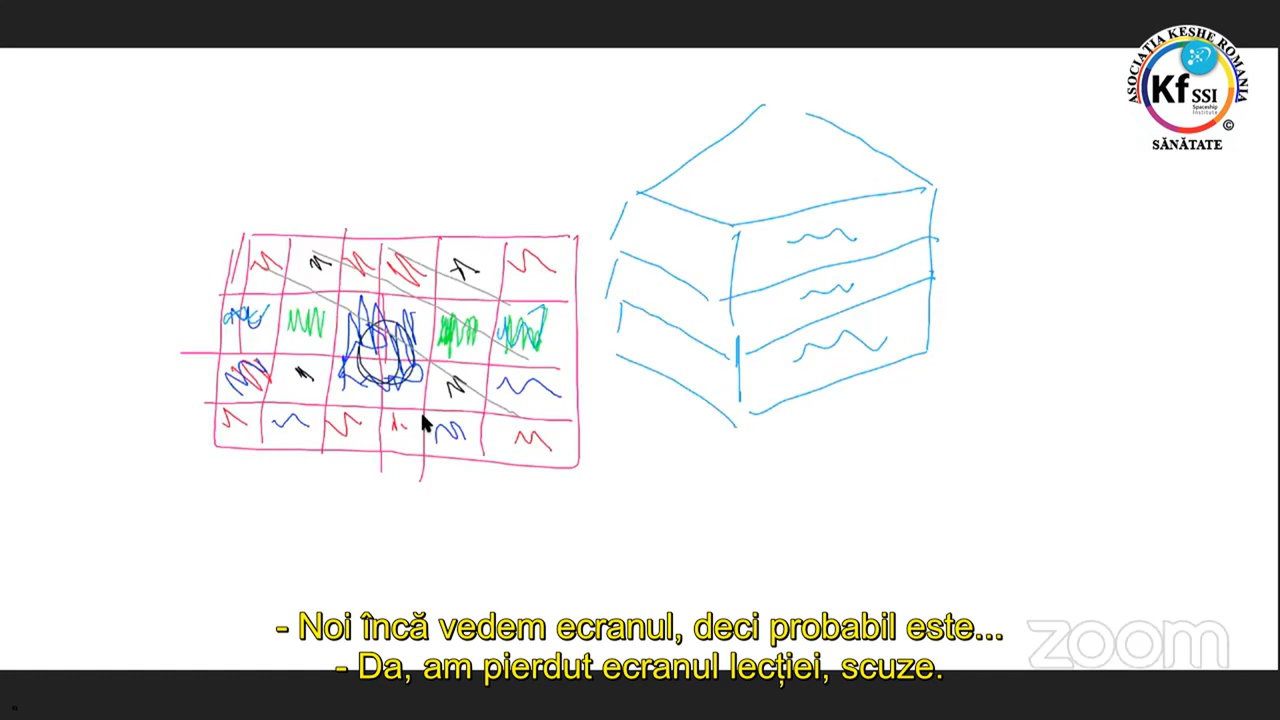 ASOCIAȚIA KESHE ROMANIA
Kf SSI
Spaceship
Institute
©
SĂNĂTATE
- Noi încă vedem ecranul, deci probabil este...
- Da, am pierdut ecranul lecției, scuze.
zoom